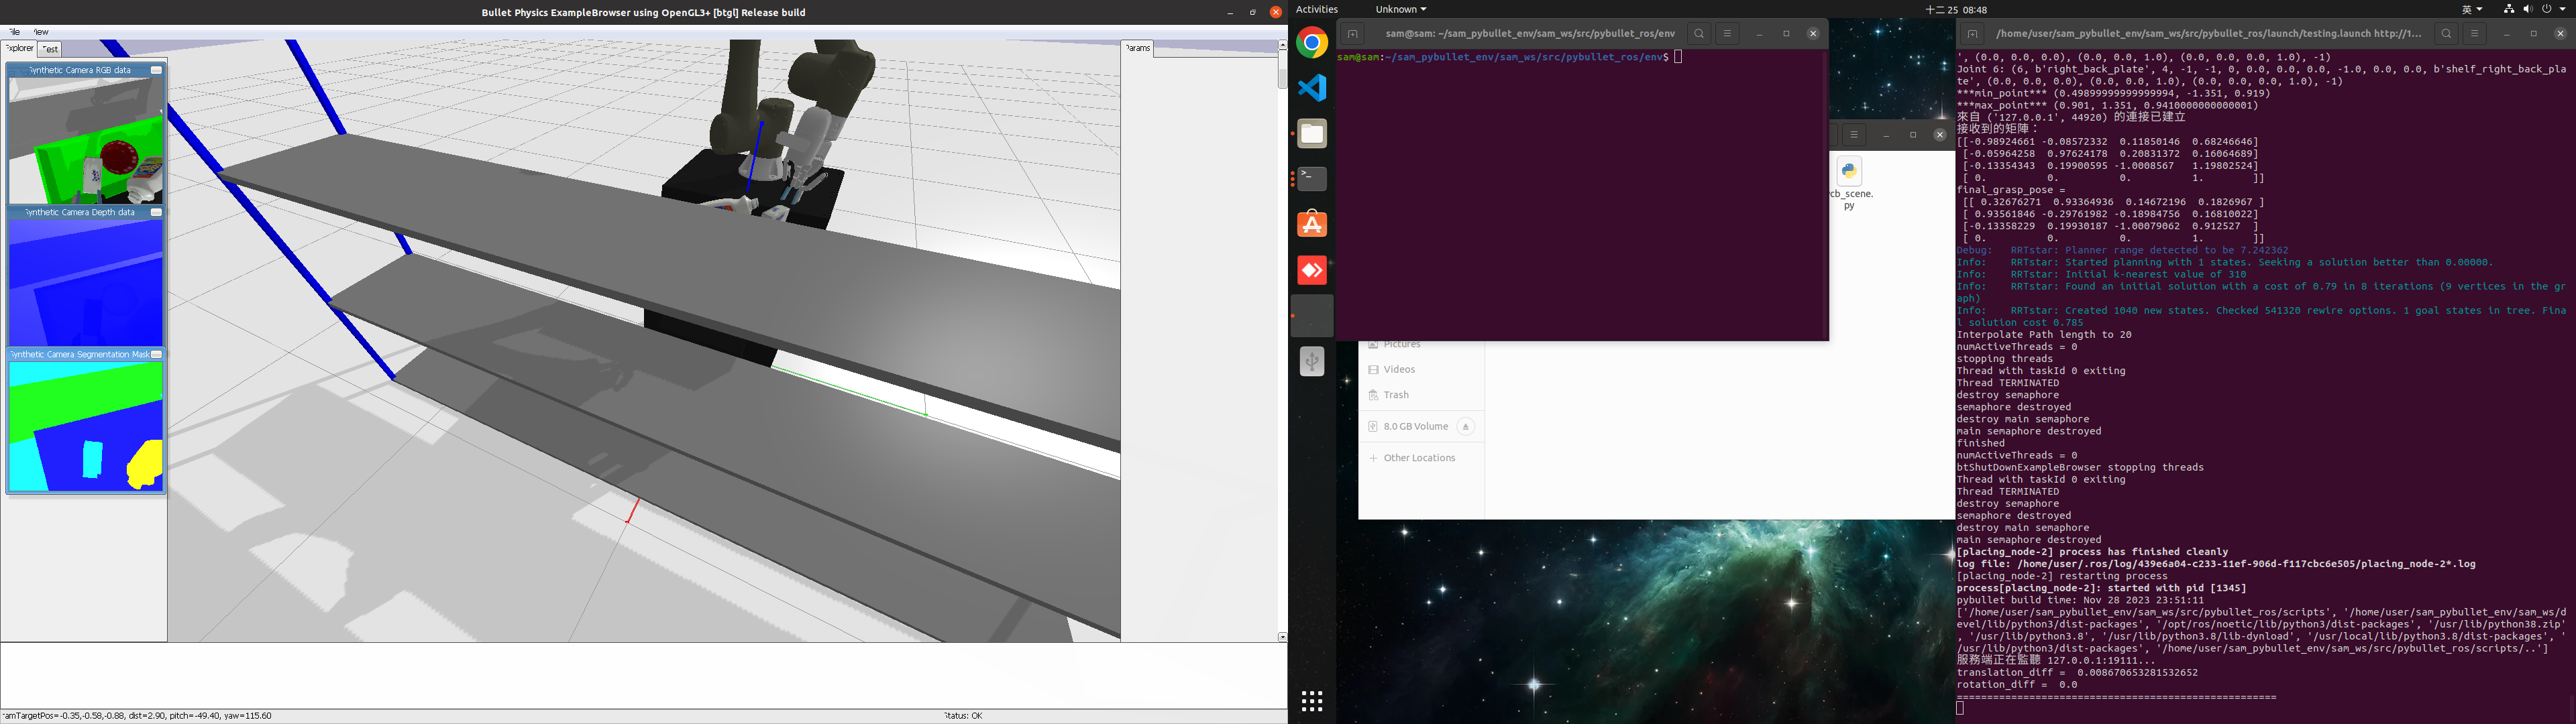 Bullet Physics ExampleBrowser using OpenGL3+ [btgl] Release build
File View
Explorer Test
Synthetic Camera RGB data
Synthetic Camera Depth data
Synthetic Camera Segmentation Mask
Params
camTargetPos=-0.35,-0.58,-0.88, dist=2.90, pitch=-49.40, yaw=115.60
Status: OK
Activities
Unknown
十二 25 08:48
英
sam@sam: ~/sam_pybullet_env/sam_ws/src/pybullet_ros/env
sam@sam:~/sam_pybullet_env/sam_ws/src/pybullet_ros/env$
ycb_scene.
py
Pictures
Videos
Trash
8.0 GB Volume
Other Locations
/home/user/sam_pybullet_env/sam_ws/src/pybullet_ros/launch/testing.launch http://1...
', (0.0, 0.0, 0.0), (0.0, 0.0, 1.0), (0.0, 0.0, 0.0, 1.0), -1)
Joint 6: (6, b'right_back_plate', 4, -1, -1, 0, 0.0, 0.0, 0.0, -1.0, 0.0, 0.0, b'shelf_right_back_pla
te', (0.0, 0.0, 0.0), (0.0, 0.0, 1.0), (0.0, 0.0, 0.0, 1.0), -1)
***min_point*** (0.49899999999999994, -1.351, 0.919)
***max_point*** (0.901, 1.351, 0.9410000000000001)
來自 ('127.0.0.1', 44920) 的連接已建立
接收到的矩陣：
[[-0.98924661 -0.08572332  0.11850146  0.68246646]
[-0.05964258  0.97624178  0.20831372  0.16064689]
[-0.13354343  0.19900595 -1.0008567   1.19802524]
[ 0.          0.          0.          1.        ]]
final_grasp_pose =
[[ 0.32676271  0.93364936  0.14672196  0.1826967 ]
[ 0.93561846 -0.29761982 -0.18984756  0.16810022]
[-0.13358229  0.19930187 -1.00079062  0.912527  ]
[ 0.          0.          0.          1.        ]]
Debug:   RRTstar: Planner range detected to be 7.242362
Info:    RRTstar: Started planning with 1 states. Seeking a solution better than 0.00000.
Info:    RRTstar: Initial k-nearest value of 310
Info:    RRTstar: Found an initial solution with a cost of 0.79 in 8 iterations (9 vertices in the gr
aph)
Info:    RRTstar: Created 1040 new states. Checked 541320 rewire options. 1 goal states in tree. Fina
l solution cost 0.785
Interpolate Path length to 20
numActiveThreads = 0
stopping threads
Thread with taskId 0 exiting
Thread TERMINATED
destroy semaphore
semaphore destroyed
destroy main semaphore
main semaphore destroyed
finished
numActiveThreads = 0
btShutDownExampleBrowser stopping threads
Thread with taskId 0 exiting
Thread TERMINATED
destroy semaphore
semaphore destroyed
destroy main semaphore
main semaphore destroyed
[placing_node-2] process has finished cleanly
log file: /home/user/.ros/log/439e6a04-c233-11ef-906d-f117cbc6e505/placing_node-2*.log
[placing_node-2] restarting process
process[placing_node-2]: started with pid [1345]
pybullet build time: Nov 28 2023 23:51:11
['/home/user/sam_pybullet_env/sam_ws/src/pybullet_ros/scripts', '/home/user/sam_pybullet_env/sam_ws/d
evel/lib/python3/dist-packages', '/opt/ros/noetic/lib/python3/dist-packages', '/usr/lib/python38.zip'
, '/usr/lib/python3.8', '/usr/lib/python3.8/lib-dynload', '/usr/local/lib/python3.8/dist-packages', '
/usr/lib/python3/dist-packages', '/home/user/sam_pybullet_env/sam_ws/src/pybullet_ros/scripts/..']
服務端正在監聽 127.0.0.1:19111...
translation_diff =  0.008670653281532652
rotation_diff =  0.0
=====================================================